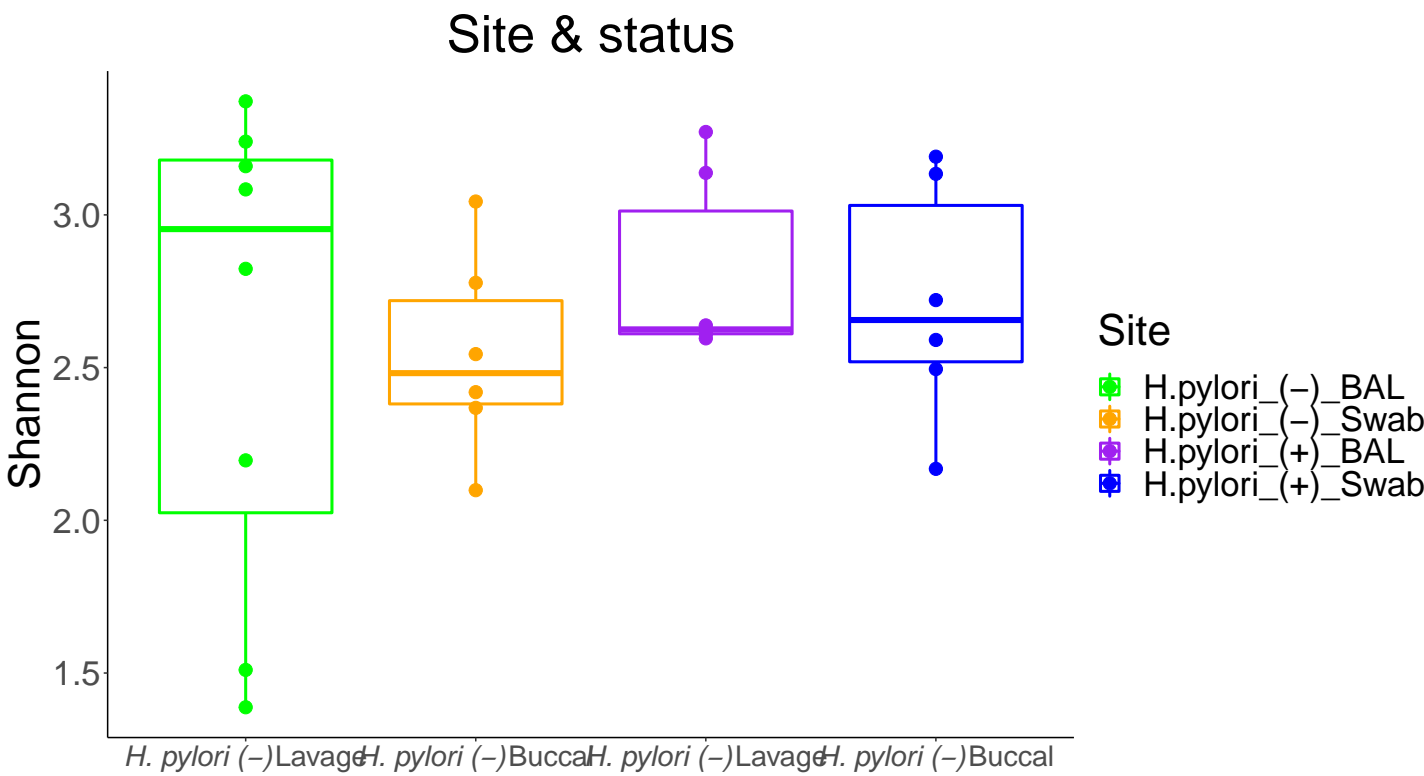 Site & status
Shannon
3.0
2.5
2.0
1.5
H. pylori (−)Lavage
H. pylori (−)Buccal
H. pylori (−)Lavage
H. pylori (−)Buccal
Site
H.pylori_(−)_BAL
H.pylori_(−)_Swab
H.pylori_(+)_BAL
H.pylori_(+)_Swab